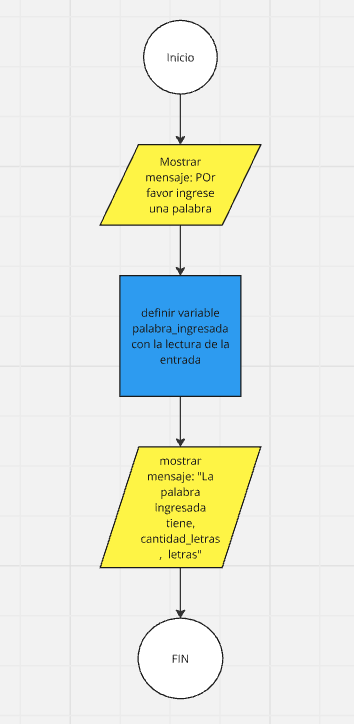 Inicio
Mostrar
mensaje: POr
favor ingrese
una palabra
definir variable
palabra_ingresada
con la lectura de la
entrada
mostrar
mensaje: "La
palabra
ingresada
tiene,
cantidad_letras
, letras"
FIN